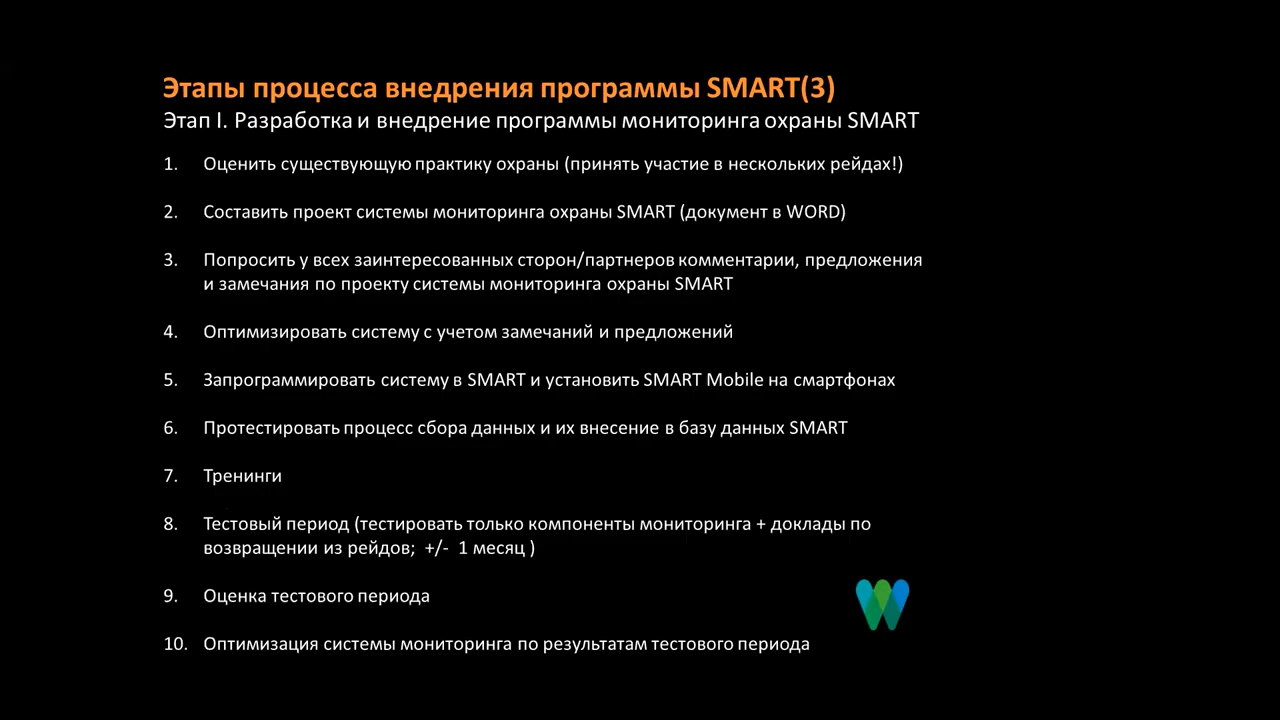 Этапы процесса внедрения программы SMART(3)
Этап I. Разработка и внедрение программы мониторинга охраны SMART
1. Оценить существующую практику охраны (принять участие в нескольких рейдах!)
2. Составить проект системы мониторинга охраны SMART (документ в WORD)
3. Попросить у всех заинтересованных сторон/партнеров комментарии, предложения
и замечания по проекту системы мониторинга охраны SMART
4. Оптимизировать систему с учетом замечаний и предложений
5. Запрограммировать систему в SMART и установить SMART Mobile на смартфонах
6. Протестировать процесс сбора данных и их внесение в базу данных SMART
7. Тренинги
8. Тестовый период (тестировать только компоненты мониторинга + доклады по
возвращении из рейдов; +/- 1 месяц )
9. Оценка тестового периода
10. Оптимизация системы мониторинга по результатам тестового периода